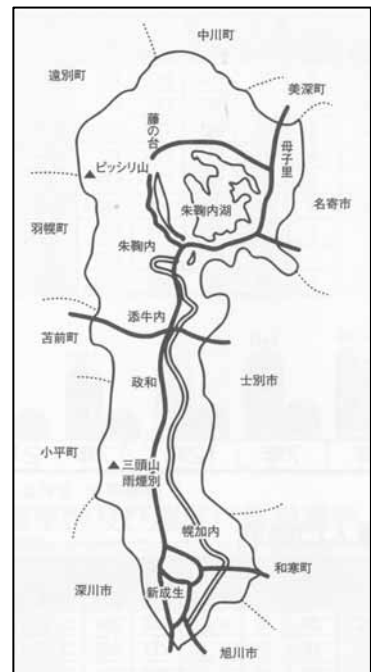 中川町
遠別町
美深町
藤の台
母子里
ピッシリ山
朱鞠内湖
名寄市
羽幌町
朱鞠内
添牛内
苫前町
政和
士別市
小平町
三頭山
雨煙別
幌加内
和寒町
深川市
新成生
旭川市